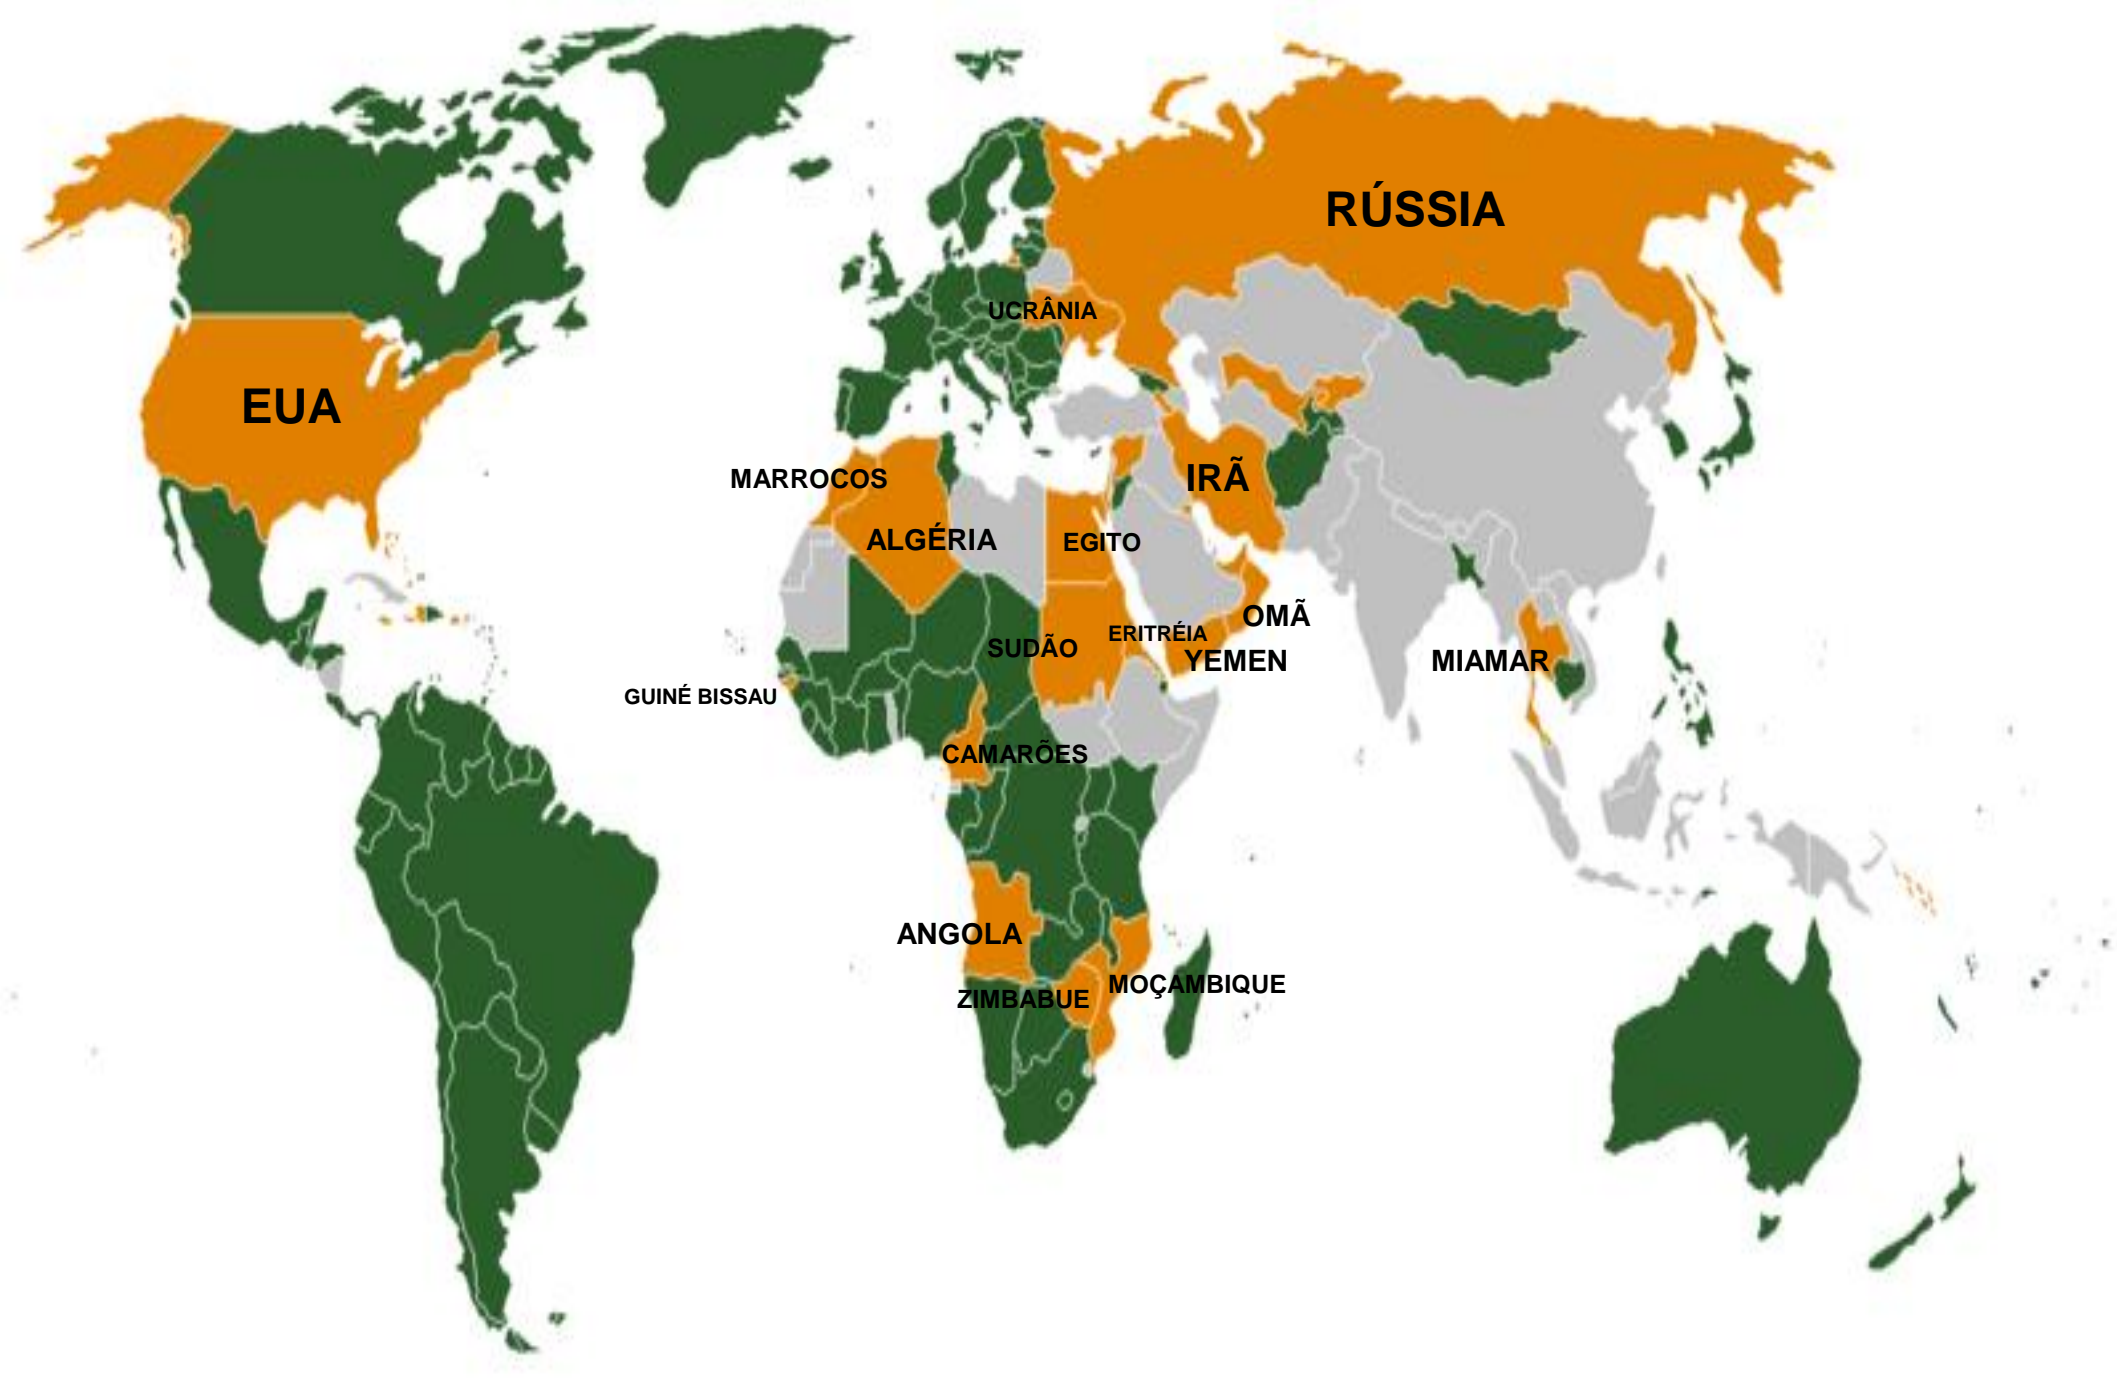 RÚSSIA
UCRÂNIA
EUA
MARROCOS
IRÃ
ALGÉRIA
EGITO
OMÃ
ERITRÉIA
SUDÃO
YEMEN
MIAMAR
GUINÉ BISSAU
CAMARÕES
ANGOLA
MOÇAMBIQUE
ZIMBABUE